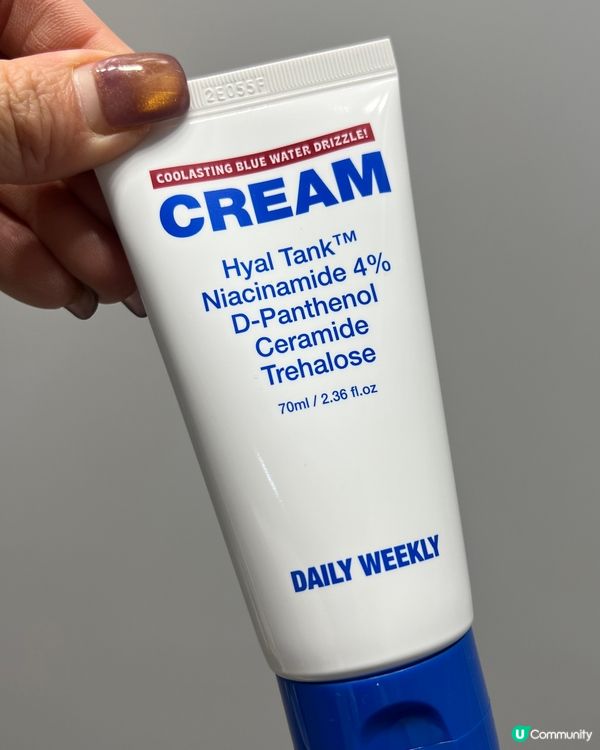 2E055F
COOLASTING BLUE WATER DRIZZLE!
CREAM
Hyal Tank™
Niacinamide 4%
D-Panthenol
Ceramide
Trehalose
70ml / 2.36 fl.oz
DAILY WEEKLY
U Community